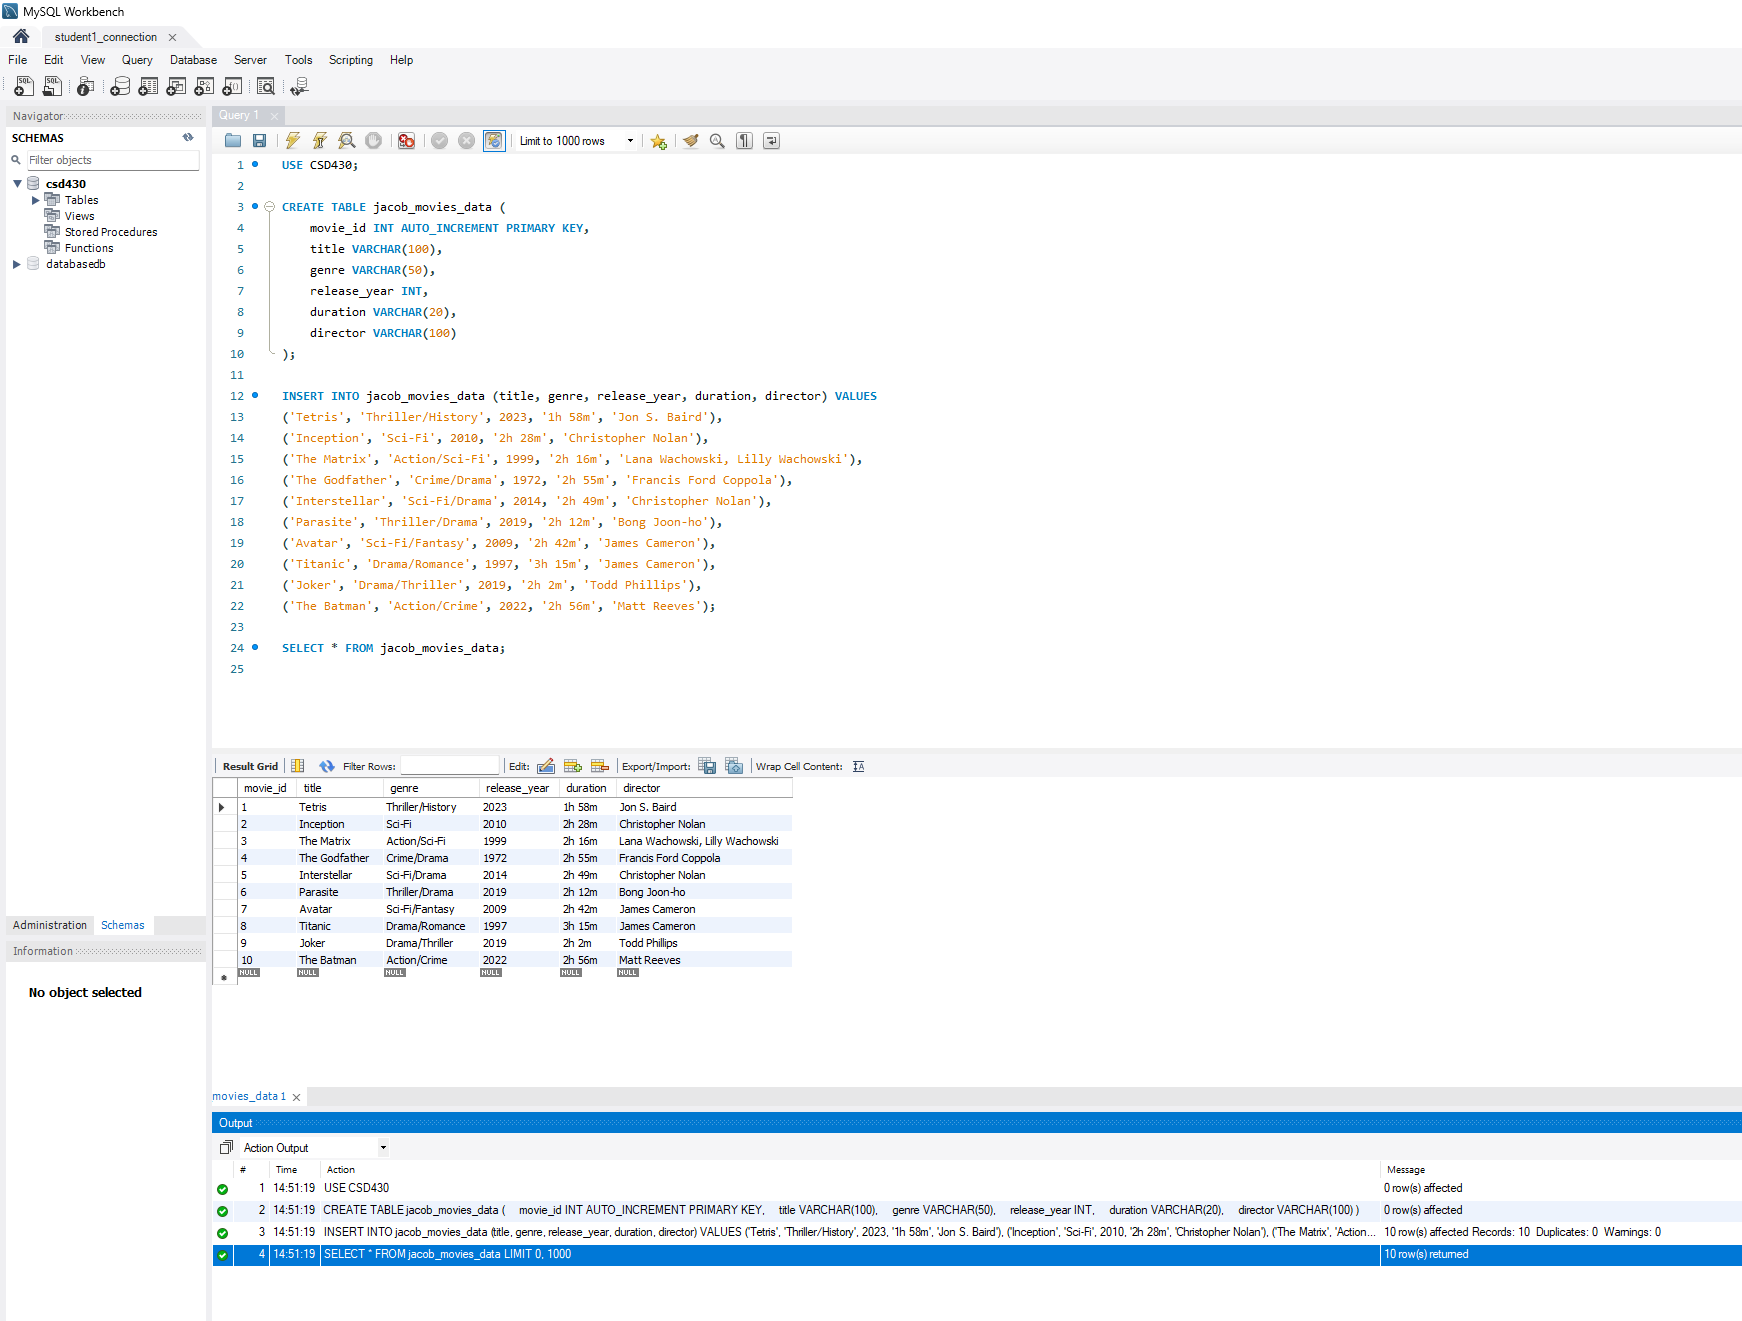 MySQL Workbench
student1_connection
File Edit View Query Database Server Tools Scripting Help
Navigator
SCHEMAS
Filter objects
csd430
Tables
Views
Stored Procedures
Functions
databasedb
Administration Schemas
Information
No object selected
Query 1
Limit to 1000 rows
1 USE CSD430;
2
3 CREATE TABLE jacob_movies_data (
4 movie_id INT AUTO_INCREMENT PRIMARY KEY,
5 title VARCHAR(100),
6 genre VARCHAR(50),
7 release_year INT,
8 duration VARCHAR(20),
9 director VARCHAR(100)
10 );
11
12 INSERT INTO jacob_movies_data (title, genre, release_year, duration, director) VALUES
13 ('Tetris', 'Thriller/History', 2023, '1h 58m', 'Jon S. Baird'),
14 ('Inception', 'Sci-Fi', 2010, '2h 28m', 'Christopher Nolan'),
15 ('The Matrix', 'Action/Sci-Fi', 1999, '2h 16m', 'Lana Wachowski, Lilly Wachowski'),
16 ('The Godfather', 'Crime/Drama', 1972, '2h 55m', 'Francis Ford Coppola'),
17 ('Interstellar', 'Sci-Fi/Drama', 2014, '2h 49m', 'Christopher Nolan'),
18 ('Parasite', 'Thriller/Drama', 2019, '2h 12m', 'Bong Joon-ho'),
19 ('Avatar', 'Sci-Fi/Fantasy', 2009, '2h 42m', 'James Cameron'),
20 ('Titanic', 'Drama/Romance', 1997, '3h 15m', 'James Cameron'),
21 ('Joker', 'Drama/Thriller', 2019, '2h 2m', 'Todd Phillips'),
22 ('The Batman', 'Action/Crime', 2022, '2h 56m', 'Matt Reeves');
23
24 SELECT * FROM jacob_movies_data;
25
Result Grid Filter Rows: Edit: Export/Import: Wrap Cell Content:
movie_id title genre release_year duration director
1 Tetris Thriller/History 2023 1h 58m Jon S. Baird
2 Inception Sci-Fi 2010 2h 28m Christopher Nolan
3 The Matrix Action/Sci-Fi 1999 2h 16m Lana Wachowski, Lilly Wachowski
4 The Godfather Crime/Drama 1972 2h 55m Francis Ford Coppola
5 Interstellar Sci-Fi/Drama 2014 2h 49m Christopher Nolan
6 Parasite Thriller/Drama 2019 2h 12m Bong Joon-ho
7 Avatar Sci-Fi/Fantasy 2009 2h 42m James Cameron
8 Titanic Drama/Romance 1997 3h 15m James Cameron
9 Joker Drama/Thriller 2019 2h 2m Todd Phillips
10 The Batman Action/Crime 2022 2h 56m Matt Reeves
NULL NULL NULL NULL NULL NULL
movies_data 1
Output
Action Output
# Time Action Message
1 14:51:19 USE CSD430 0 row(s) affected
2 14:51:19 CREATE TABLE jacob_movies_data ( movie_id INT AUTO_INCREMENT PRIMARY KEY, title VARCHAR(100), genre VARCHAR(50), release_year INT, duration VARCHAR(20), director VARCHAR(100) ) 0 row(s) affected
3 14:51:19 INSERT INTO jacob_movies_data (title, genre, release_year, duration, director) VALUES ('Tetris', 'Thriller/History', 2023, '1h 58m', 'Jon S. Baird'), ('Inception', 'Sci-Fi', 2010, '2h 28m', 'Christopher Nolan'), ('The Matrix', 'Action... 10 row(s) affected Records: 10 Duplicates: 0 Warnings: 0
4 14:51:19 SELECT * FROM jacob_movies_data LIMIT 0, 1000 10 row(s) returned